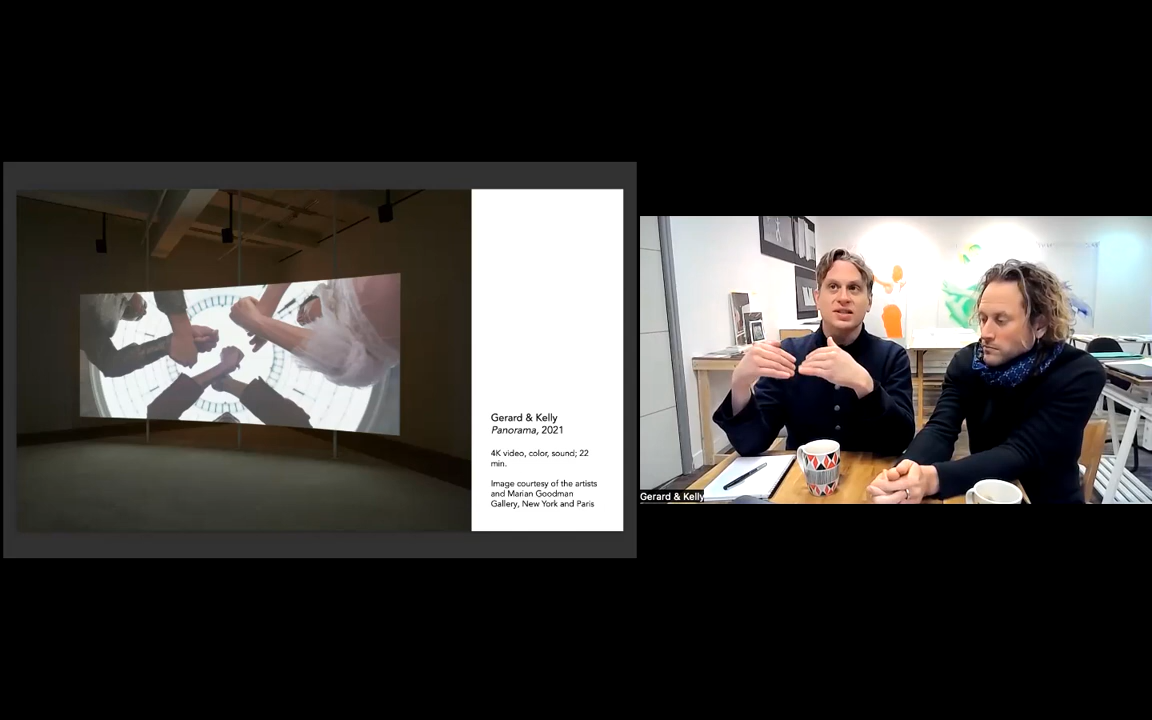 Gerard & Kelly
Panorama, 2021
4K video, color, sound; 22
min.
Image courtesy of the artists
and Marian Goodman
Gallery, New York and Paris
Gerard & Kelly